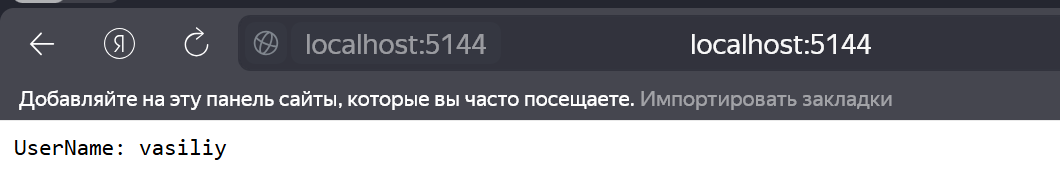 Я localhost:5144 localhost:5144
Добавляйте на эту панель сайты, которые вы часто посещаете. Импортировать закладки
UserName: vasiliy